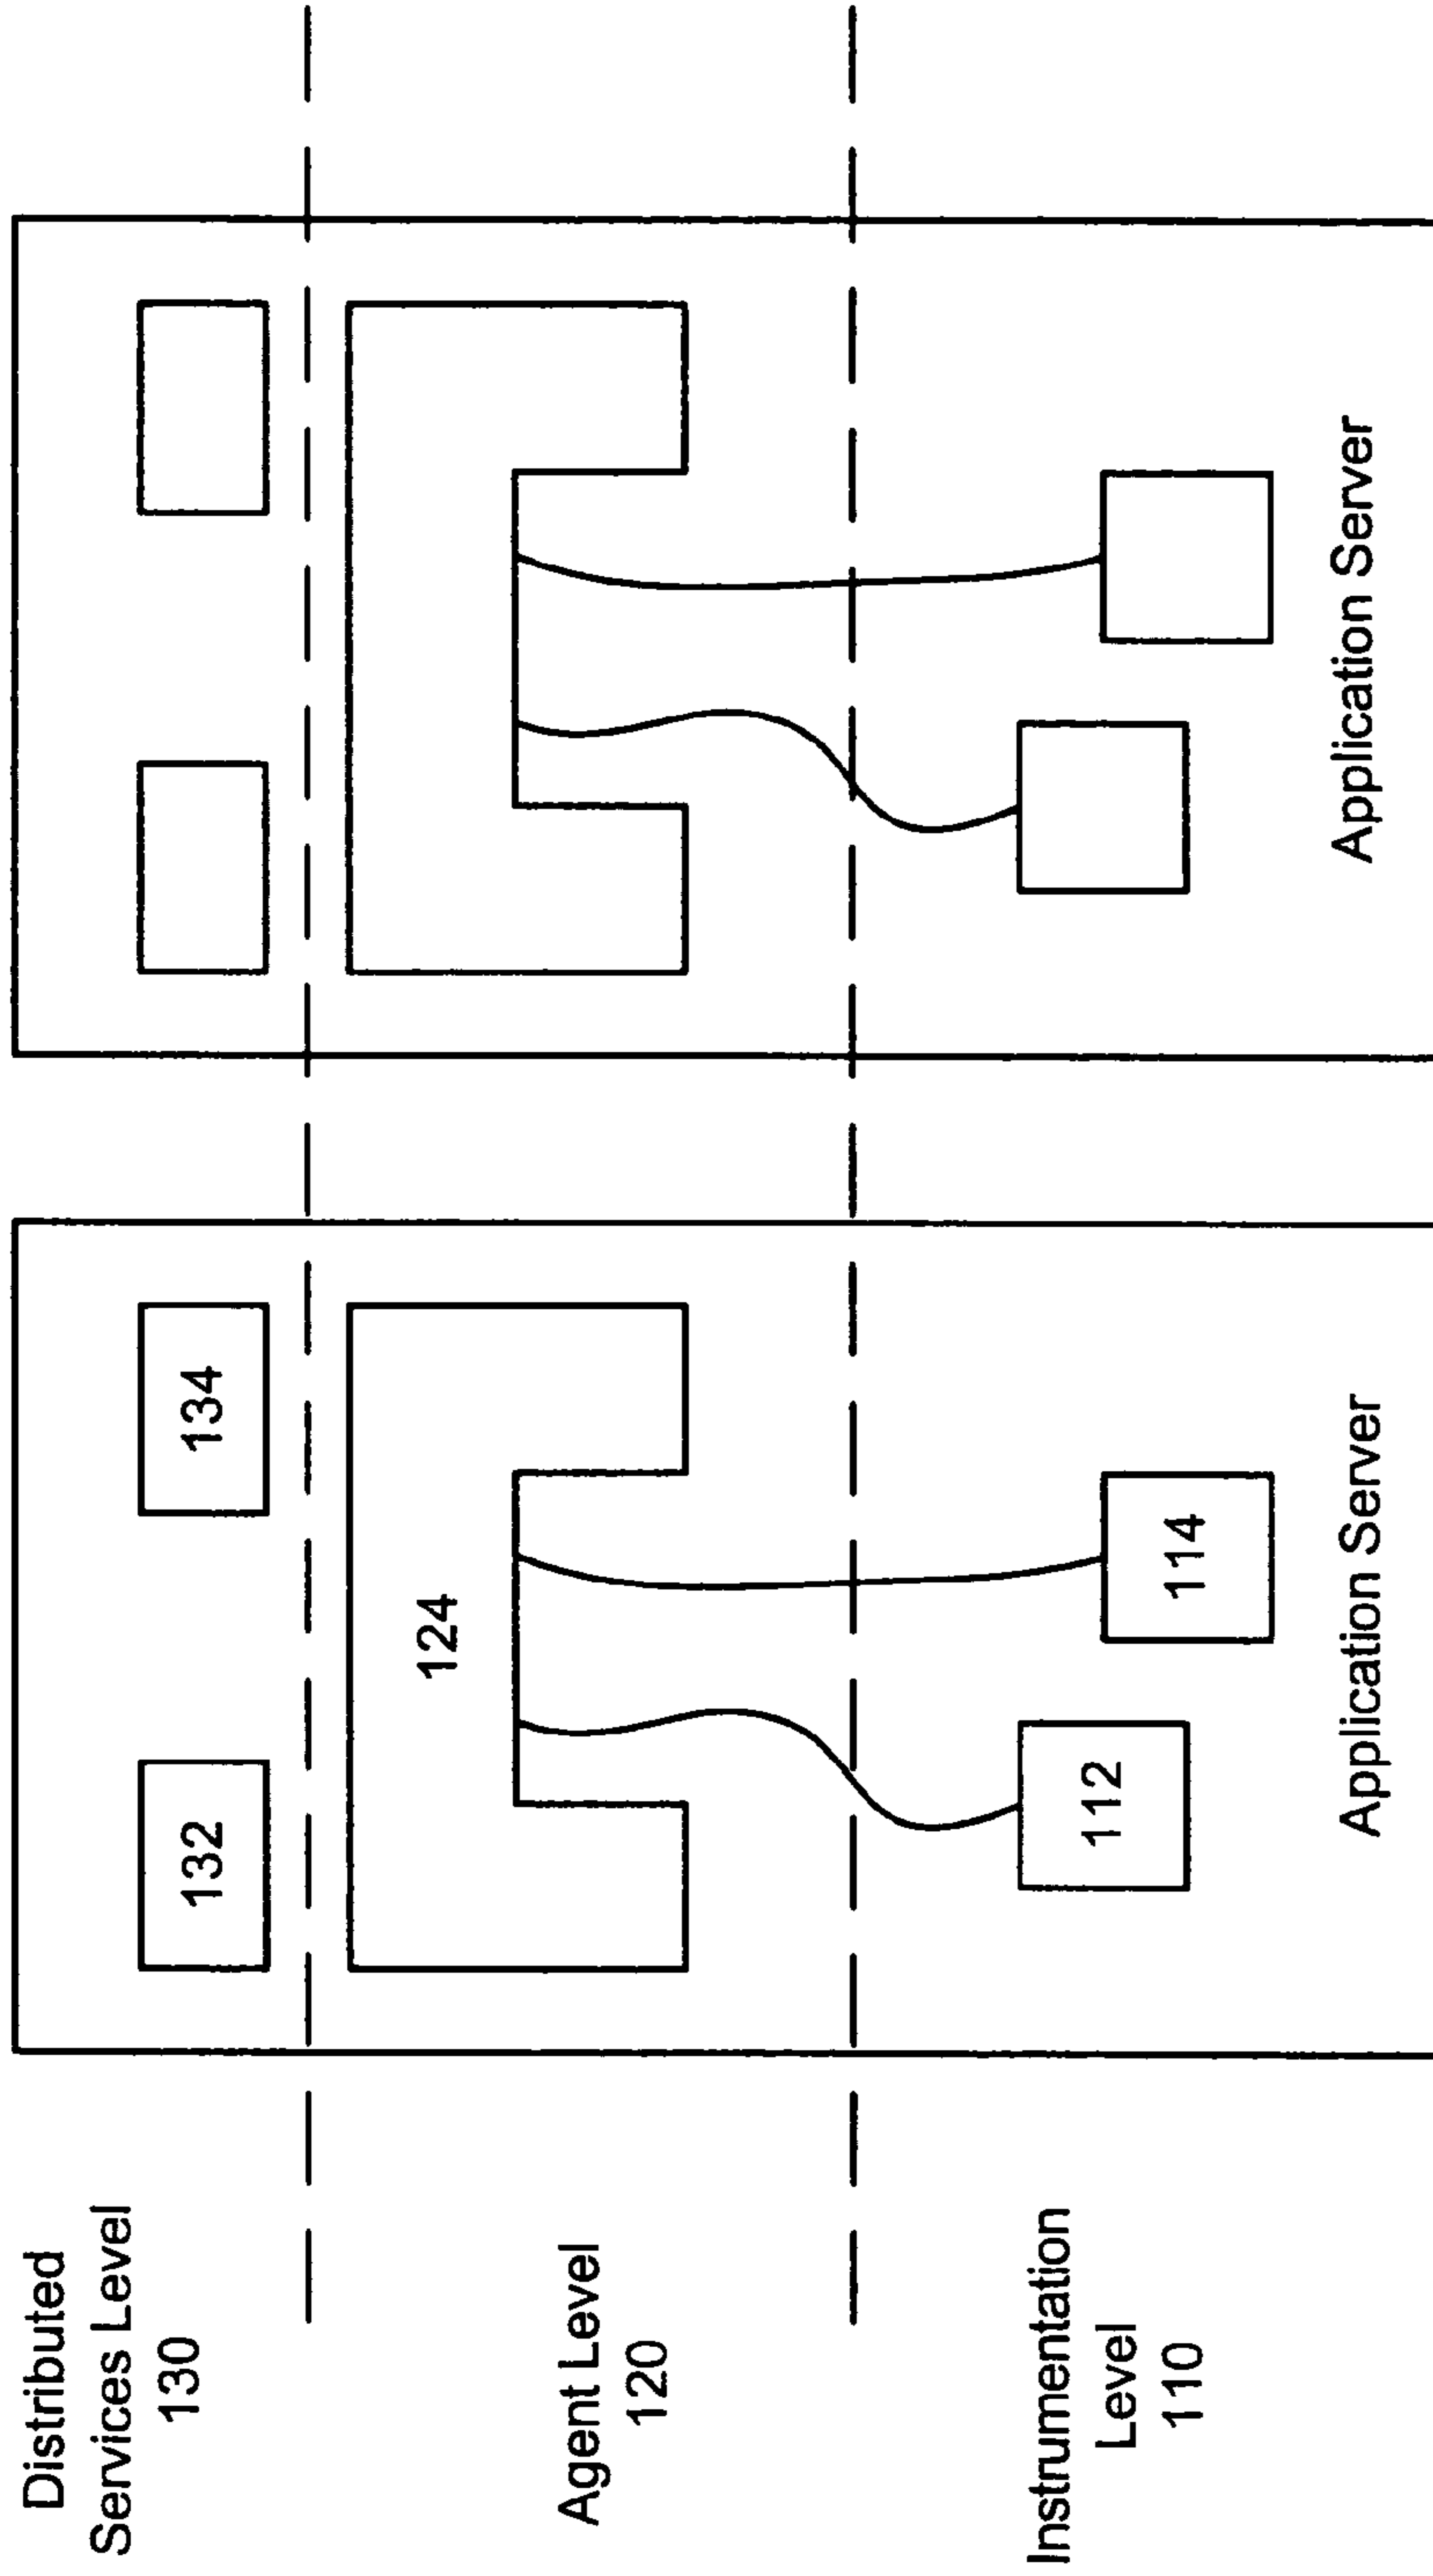 Distributed
Services Level
130
132
134
Agent Level
120
124
Instrumentation
Level
110
112
114
Application Server
Application Server